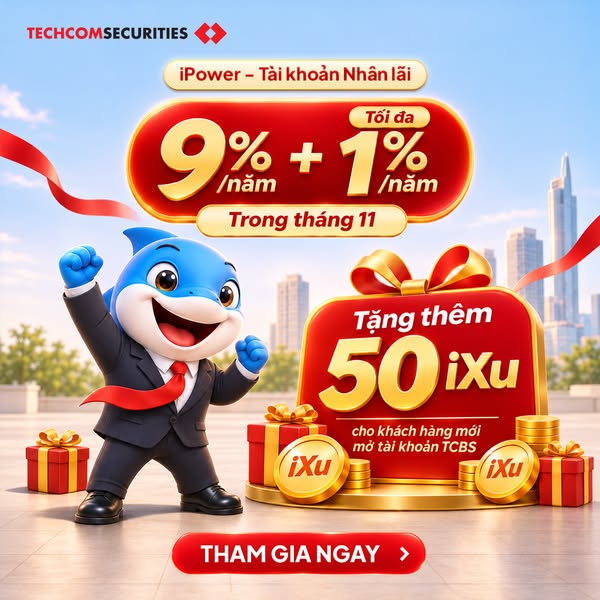 TECHCOMSECURITIES
iPower – Tài khoản Nhân lãi
9%/năm + Tối đa 1%/năm
Trong tháng 11
Tặng thêm
50 iXu
cho khách hàng mới
mở tài khoản TCBS
iXu
iXu
THAM GIA NGAY >